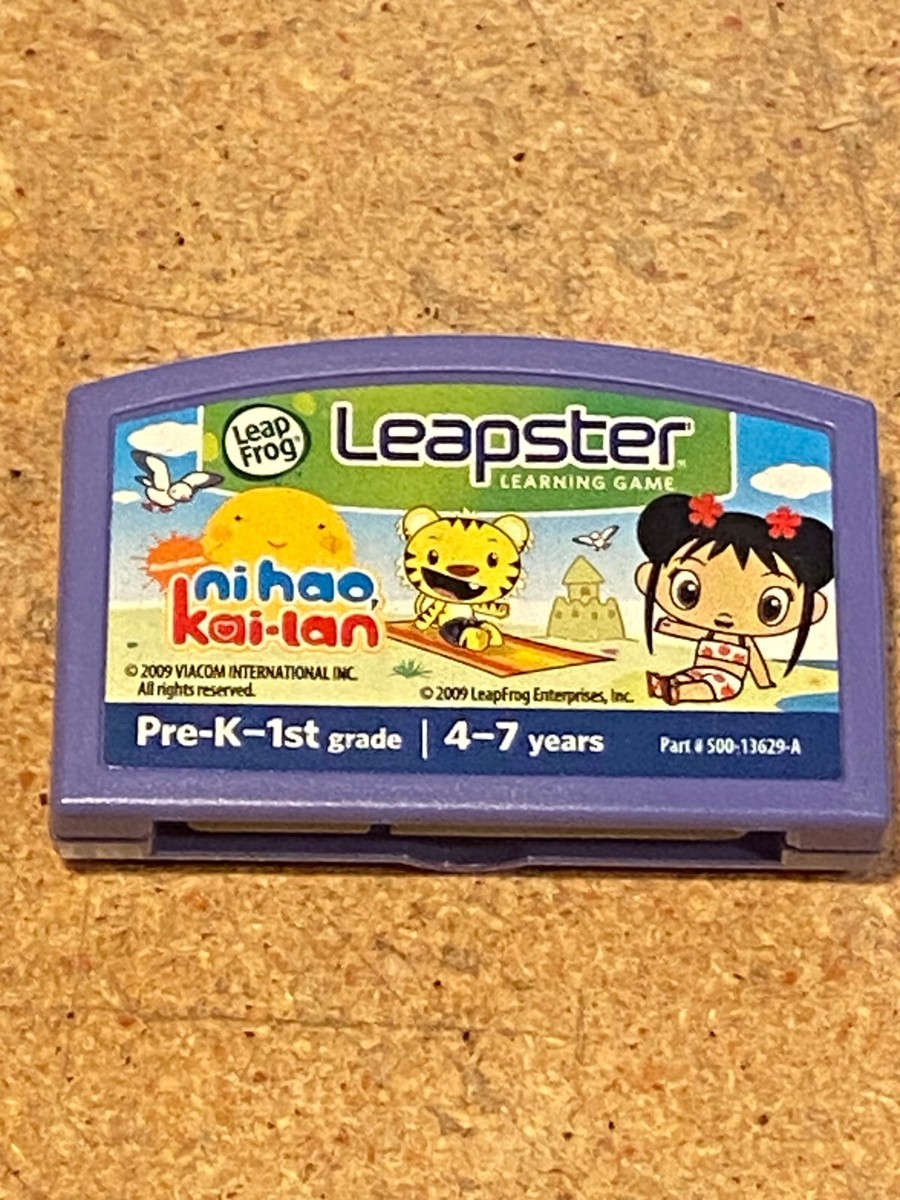 Leap
Frog®
Leapster™
LEARNING GAME
ni hao,
kai-lan
© 2009 VIACOM INTERNATIONAL INC.
All rights reserved.
© 2009 LeapFrog Enterprises, Inc.
Pre-K–1st grade | 4–7 years
Part # 500-13629-A